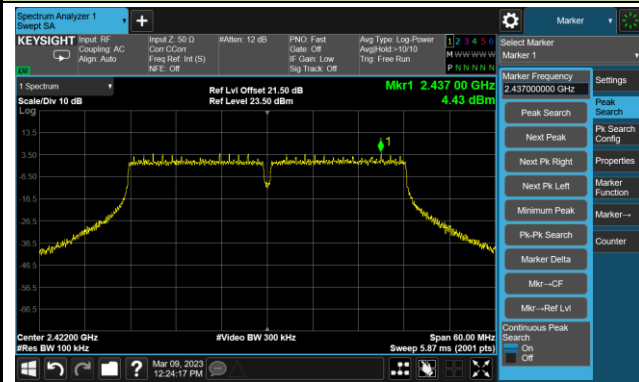 Spectrum Analyzer 1
Swept SA
+
Marker
KEYSIGHT
Input: RF
Coupling: AC
Align: Auto
Input Z: 50 Ω
Corr CCorr
Freq Ref: Int (S)
NFE: Off
#Atten: 12 dB
PNO: Fast
Gate: Off
IF Gain: Low
Sig Track: Off
Avg Type: Log-Power
Avg|Hold:>10/10
Trig: Free Run
1 2 3 4 5 6
M W W W W W
P N N N N N
LW
Select Marker
Marker 1
1 Spectrum
Scale/Div 10 dB
Log
Ref Lvl Offset 21.50 dB
Ref Level 23.50 dBm
Mkr1 2.437 00 GHz
4.43 dBm
13.5
3.50
-6.50
-16.5
-26.5
-36.5
-46.5
-56.5
-66.5
1
Center 2.42200 GHz
#Res BW 100 kHz
#Video BW 300 kHz
Span 60.00 MHz
Sweep 5.87 ms (2001 pts)
Marker Frequency
2.437000000 GHz
Peak Search
Next Peak
Next Pk Right
Next Pk Left
Minimum Peak
Pk-Pk Search
Marker Delta
Mkr→CF
Mkr→Ref Lvl
Continuous Peak
Search
On
Off
Settings
Peak
Search
Pk Search
Config
Properties
Marker
Function
Marker→
Counter
?
Mar 09, 2023
12:24:17 PM